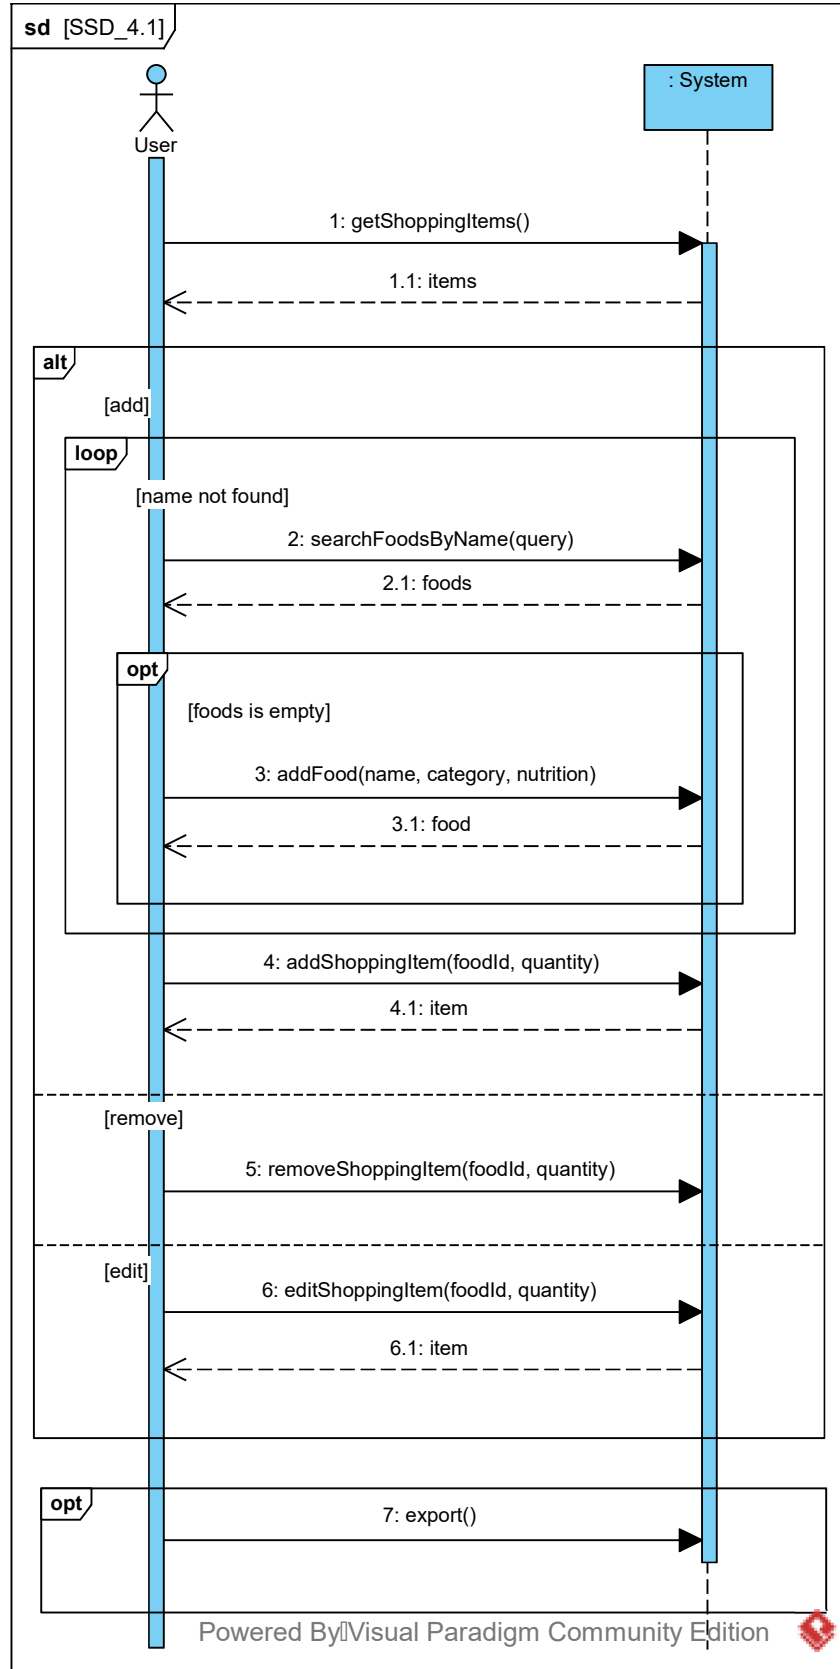 sd [SSD_4.1]
User
: System
1: getShoppingItems()
1.1: items
alt
[add]
loop
[name not found]
2: searchFoodsByName(query)
2.1: foods
opt
[foods is empty]
3: addFood(name, category, nutrition)
3.1: food
4: addShoppingItem(foodId, quantity)
4.1: item
[remove]
5: removeShoppingItem(foodId, quantity)
[edit]
6: editShoppingItem(foodId, quantity)
6.1: item
opt
7: export()
Powered By Visual Paradigm Community Edition